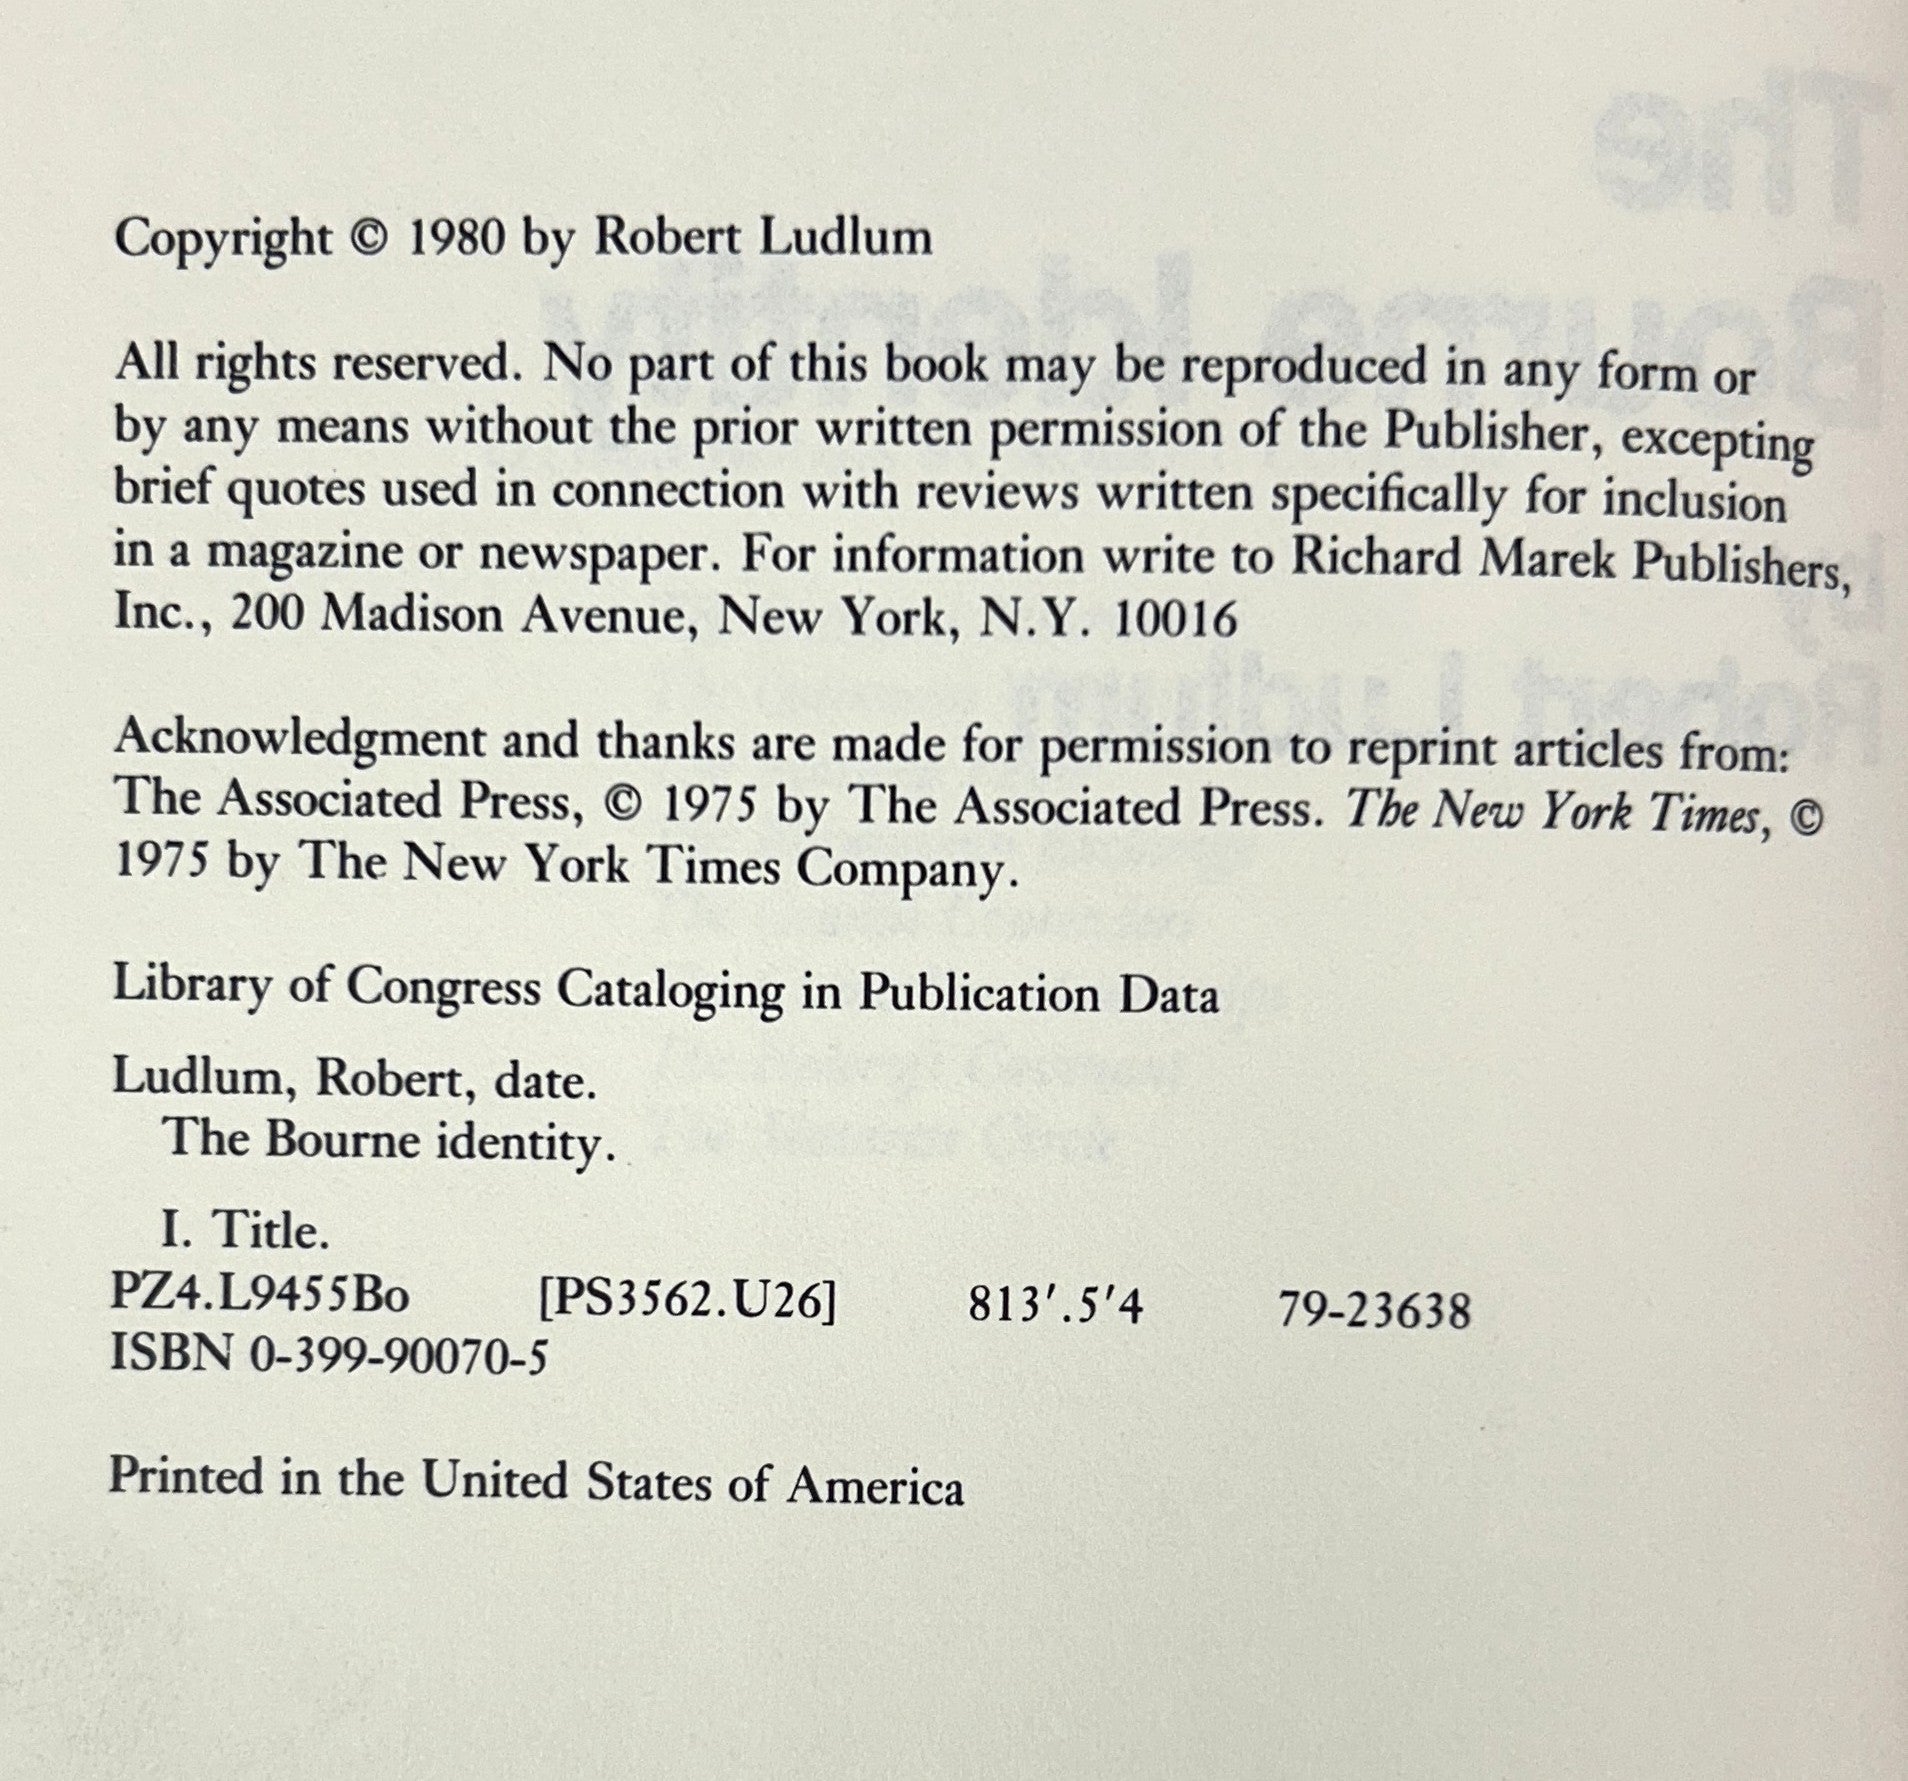 Copyright © 1980 by Robert Ludlum
All rights reserved. No part of this book may be reproduced in any form or
by any means without the prior written permission of the Publisher, excepting
brief quotes used in connection with reviews written specifically for inclusion
in a magazine or newspaper. For information write to Richard Marek Publishers,
Inc., 200 Madison Avenue, New York, N.Y. 10016
Acknowledgment and thanks are made for permission to reprint articles from:
The Associated Press, © 1975 by The Associated Press. The New York Times, ©
1975 by The New York Times Company.
Library of Congress Cataloging in Publication Data
Ludlum, Robert, date.
The Bourne identity.
I. Title.
PZ4.L9455Bo [PS3562.U26] 813'.5'4 79-23638
ISBN 0-399-90070-5
Printed in the United States of America
The
Bourne Identity
by
Robert Ludlum